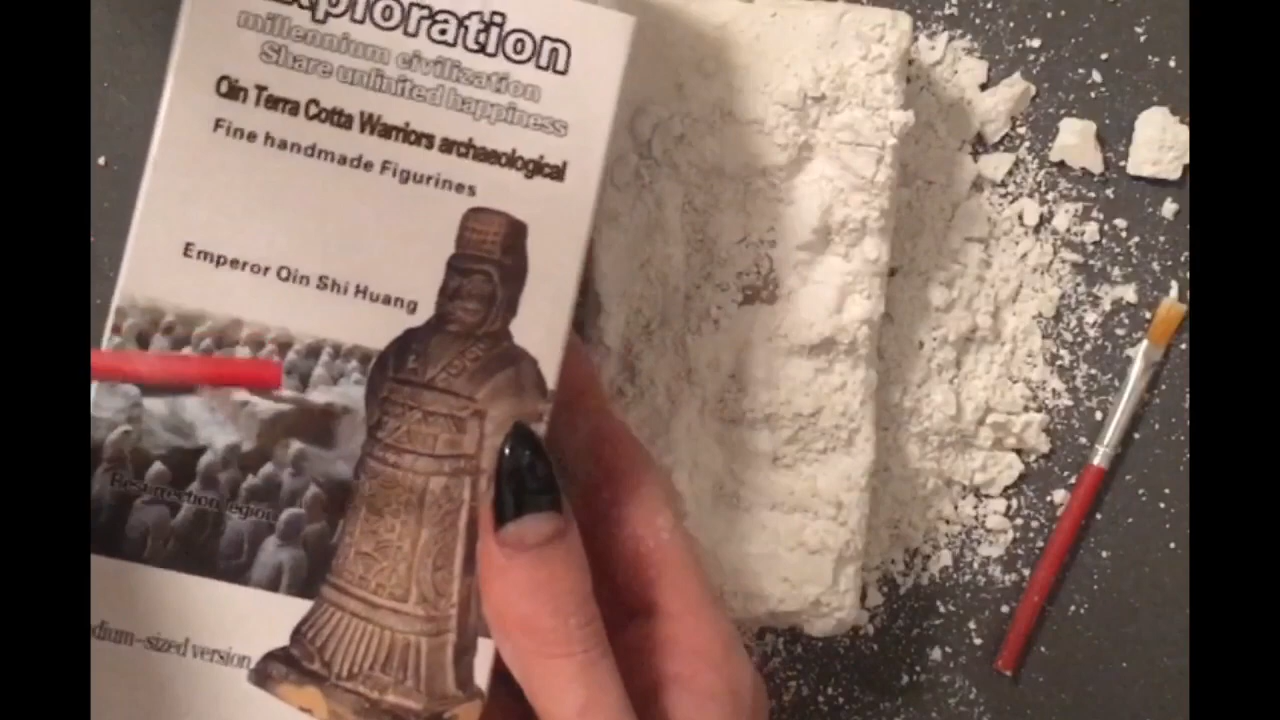 xploration
millennium civilization
Share unlimited happiness
Qin Terra Cotta Warriors archaeological
Fine handmade Figurines
Emperor Qin Shi Huang
Resurrection legion
dium-sized version